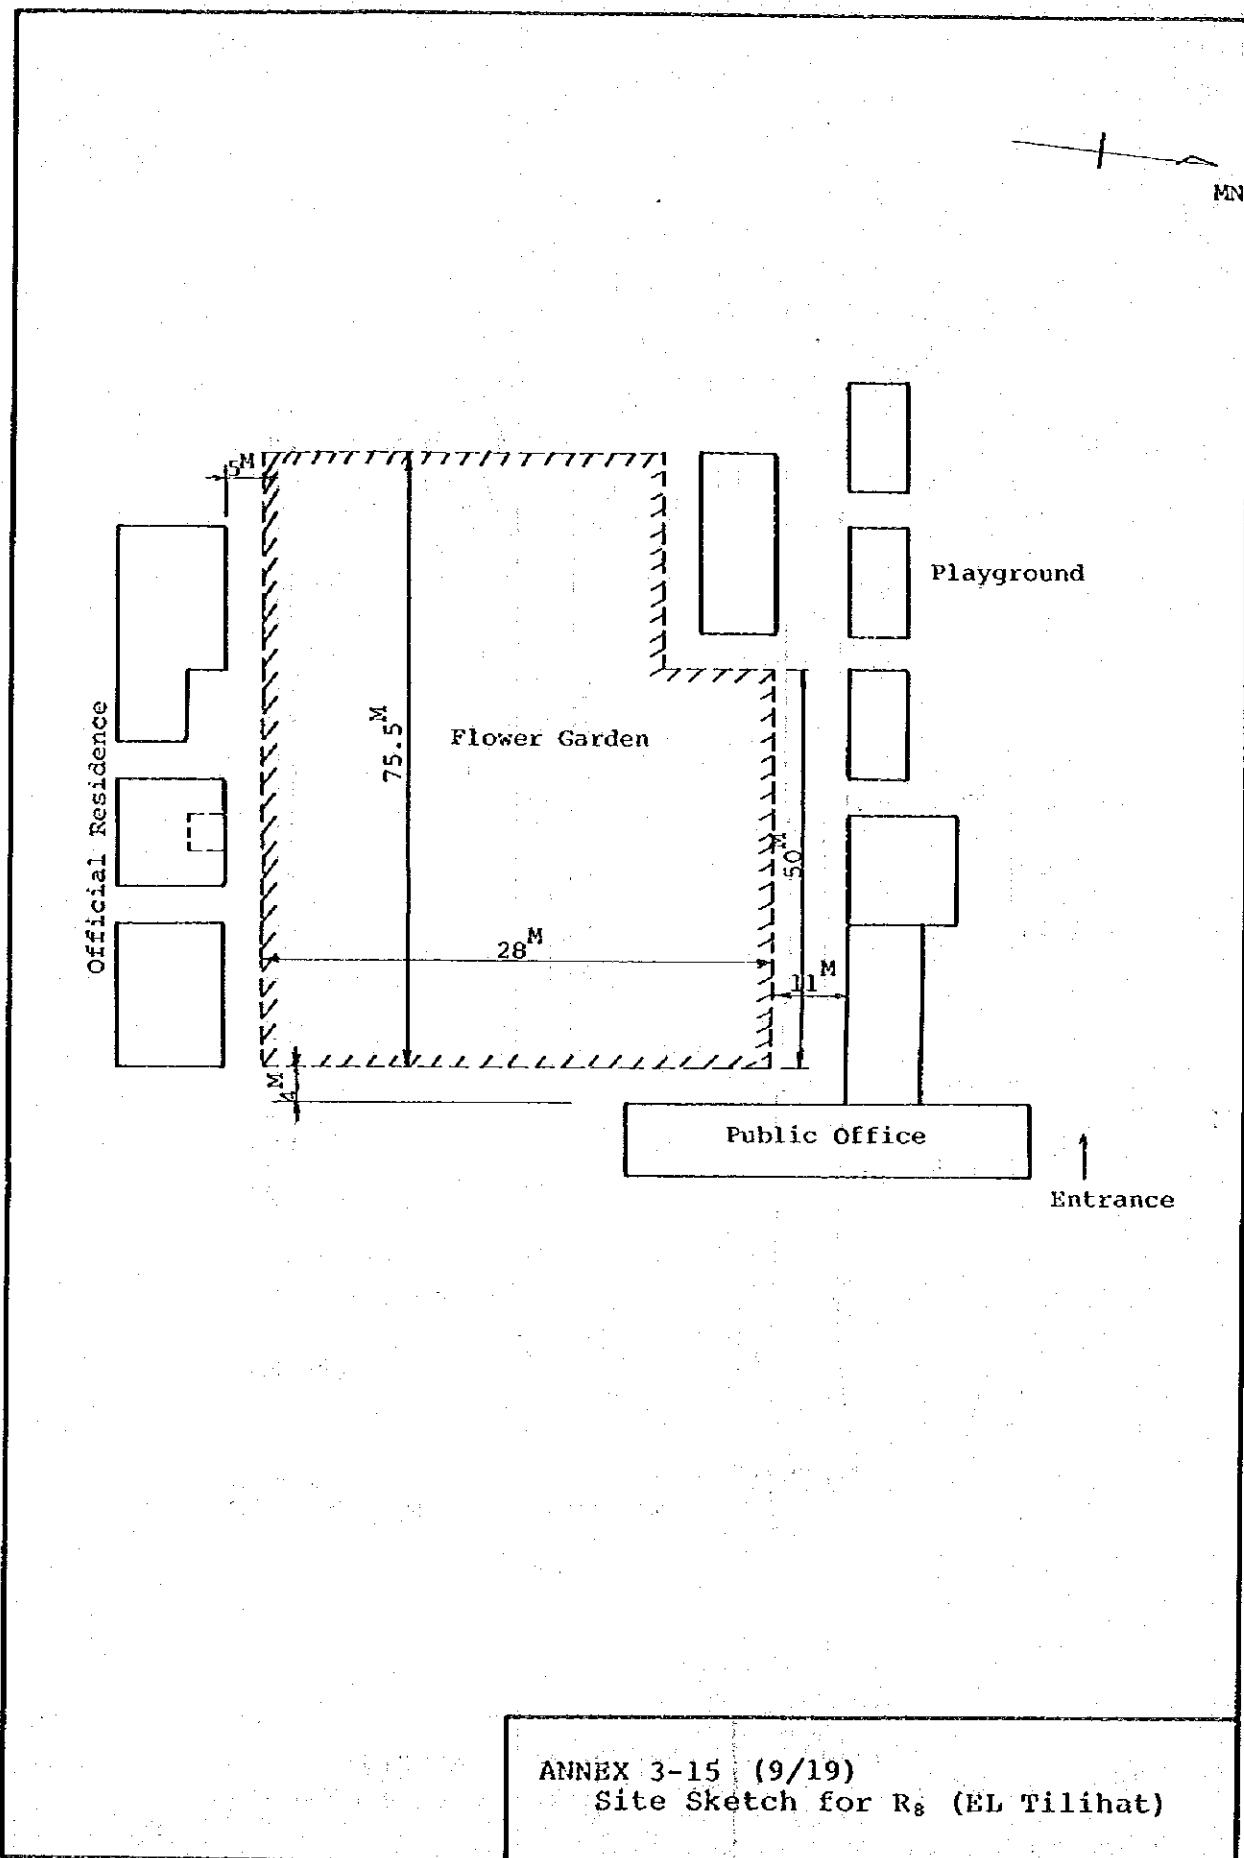 MN
5M
Playground
75.5M
Flower Garden
Official Residence
50M
28M
11M
4M
Public Office
Entrance
ANNEX 3-15 (9/19)
Site Sketch for R₈ (EL Tilihat)